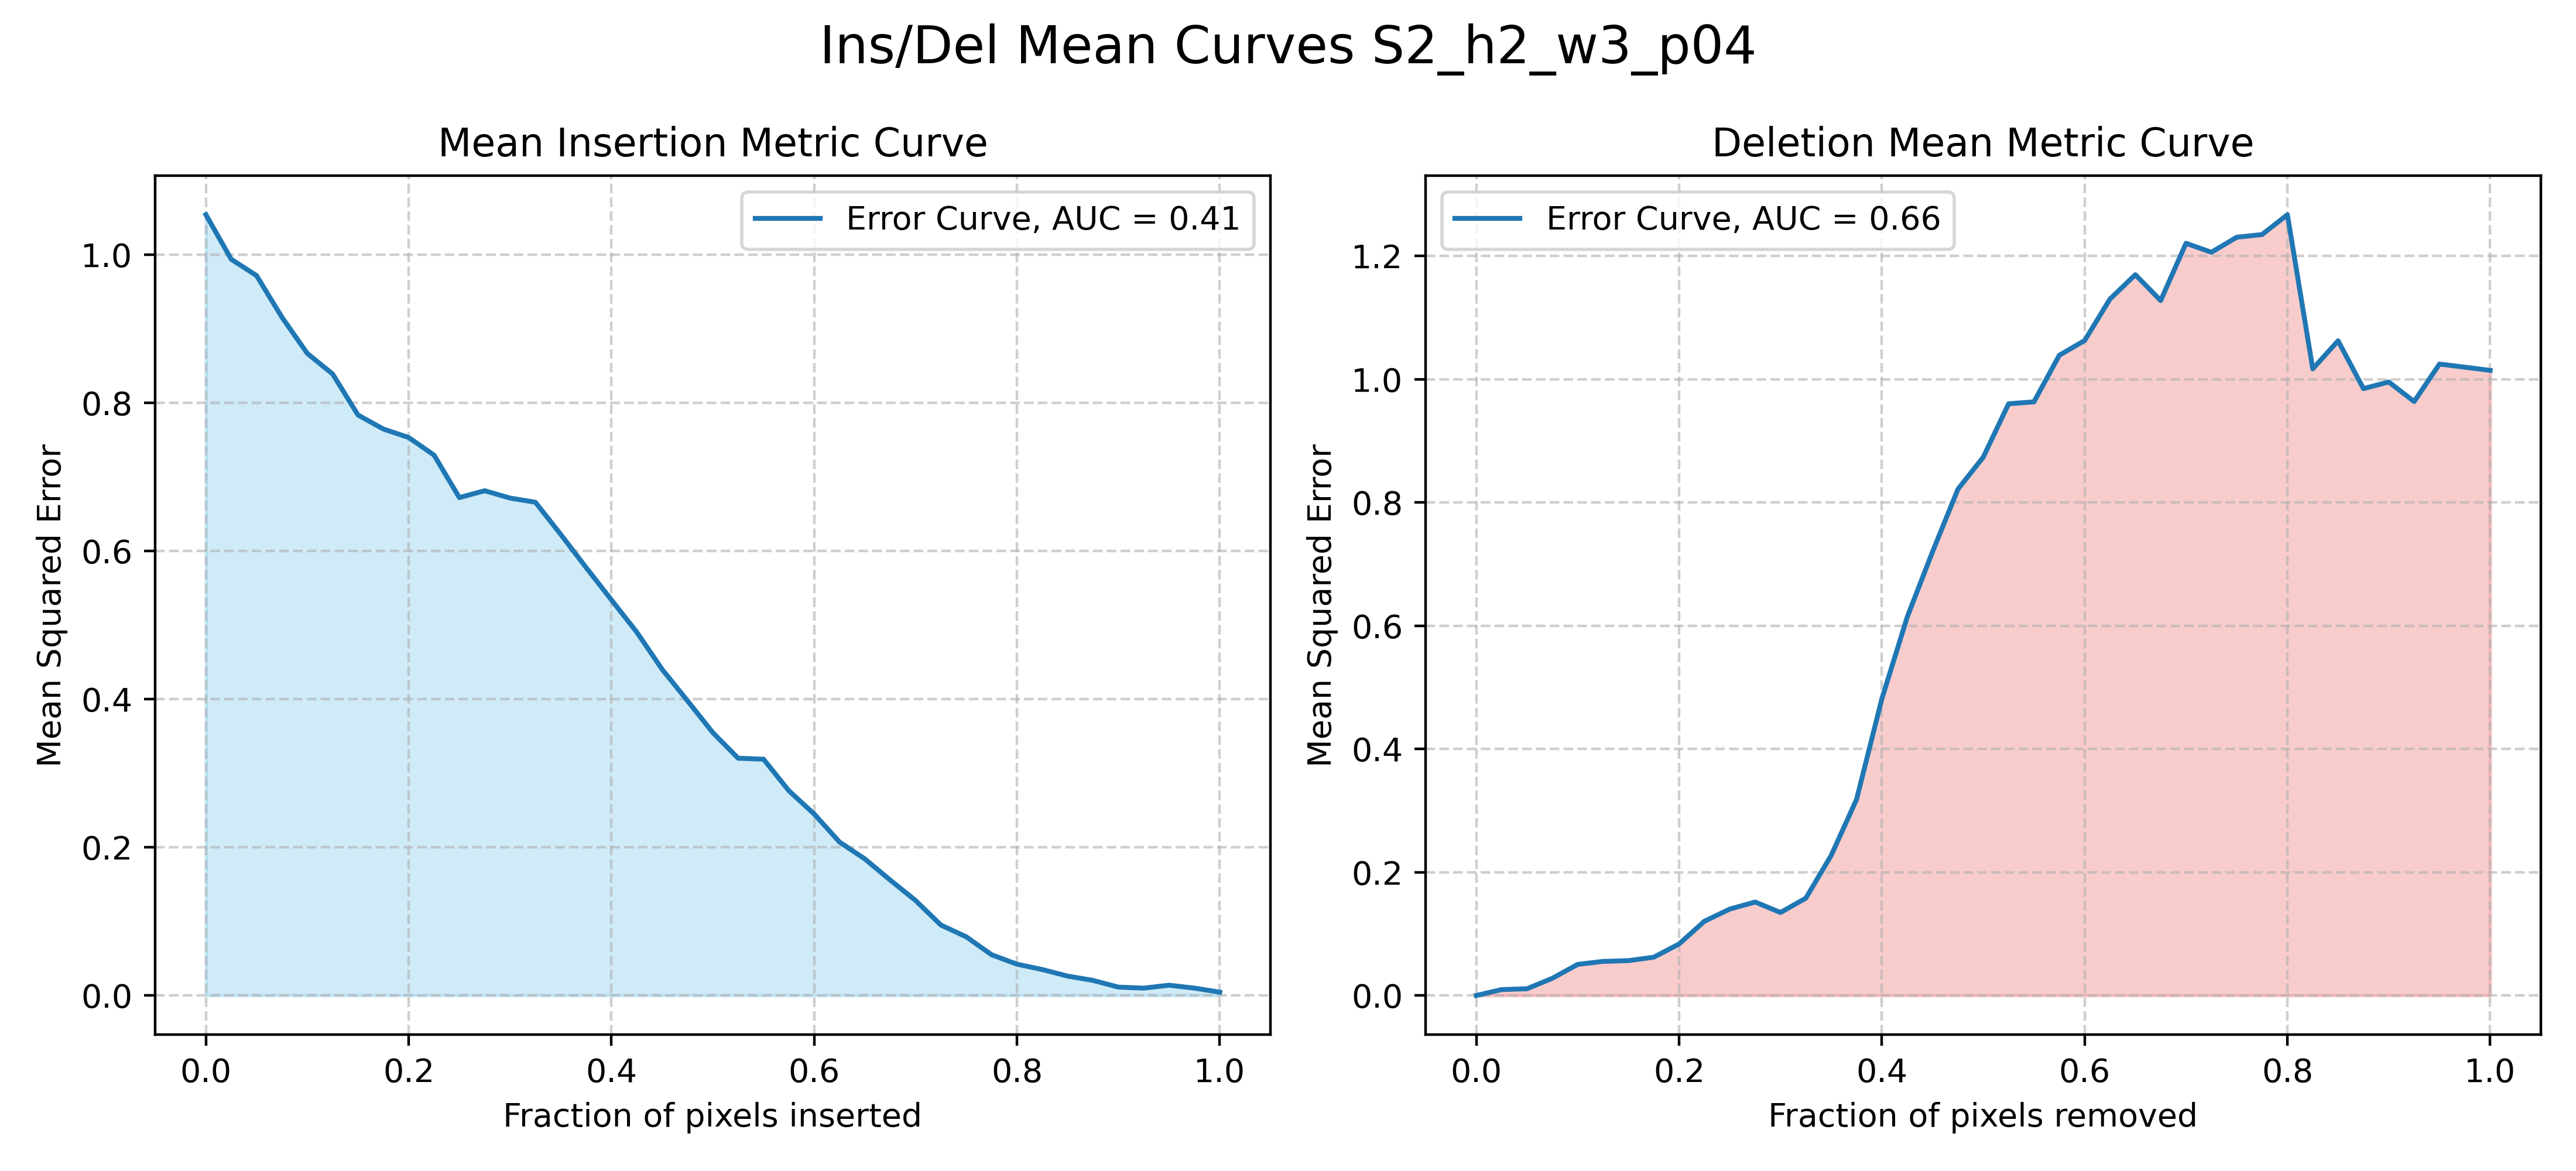 Ins/Del Mean Curves S2_h2_w3_p04
Mean Insertion Metric Curve
Error Curve, AUC = 0.41
Mean Squared Error
1.0
0.8
0.6
0.4
0.2
0.0
0.0 0.2 0.4 0.6 0.8 1.0
Fraction of pixels inserted
Deletion Mean Metric Curve
Error Curve, AUC = 0.66
Mean Squared Error
1.2
1.0
0.8
0.6
0.4
0.2
0.0
0.0 0.2 0.4 0.6 0.8 1.0
Fraction of pixels removed